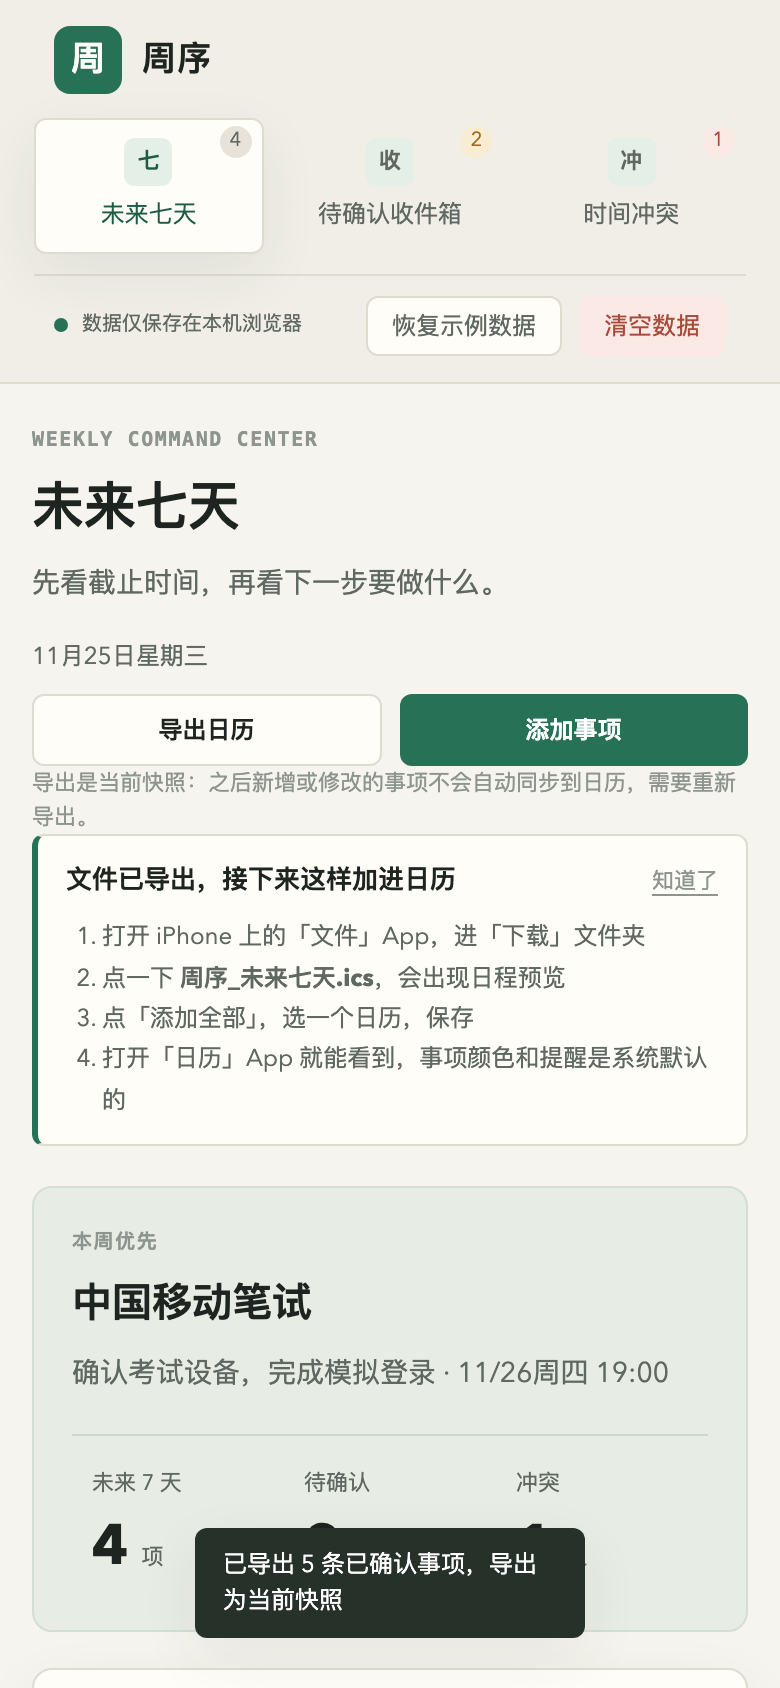 周 周序
七 4
未来七天
收 2
待确认收件箱
冲 1
时间冲突
数据仅保存在本机浏览器
恢复示例数据
清空数据
WEEKLY COMMAND CENTER
未来七天
先看截止时间，再看下一步要做什么。
11月25日星期三
导出日历
添加事项
导出是当前快照：之后新增或修改的事项不会自动同步到日历，需要重新
导出。
文件已导出，接下来这样加进日历
知道了
1. 打开 iPhone 上的「文件」App，进「下载」文件夹
2. 点一下 周序_未来七天.ics，会出现日程预览
3. 点「添加全部」，选一个日历，保存
4. 打开「日历」App 就能看到，事项颜色和提醒是系统默认
的
本周优先
中国移动笔试
确认考试设备，完成模拟登录 · 11/26周四 19:00
未来 7 天
4 项
待确认
冲突
已导出 5 条已确认事项，导出
为当前快照